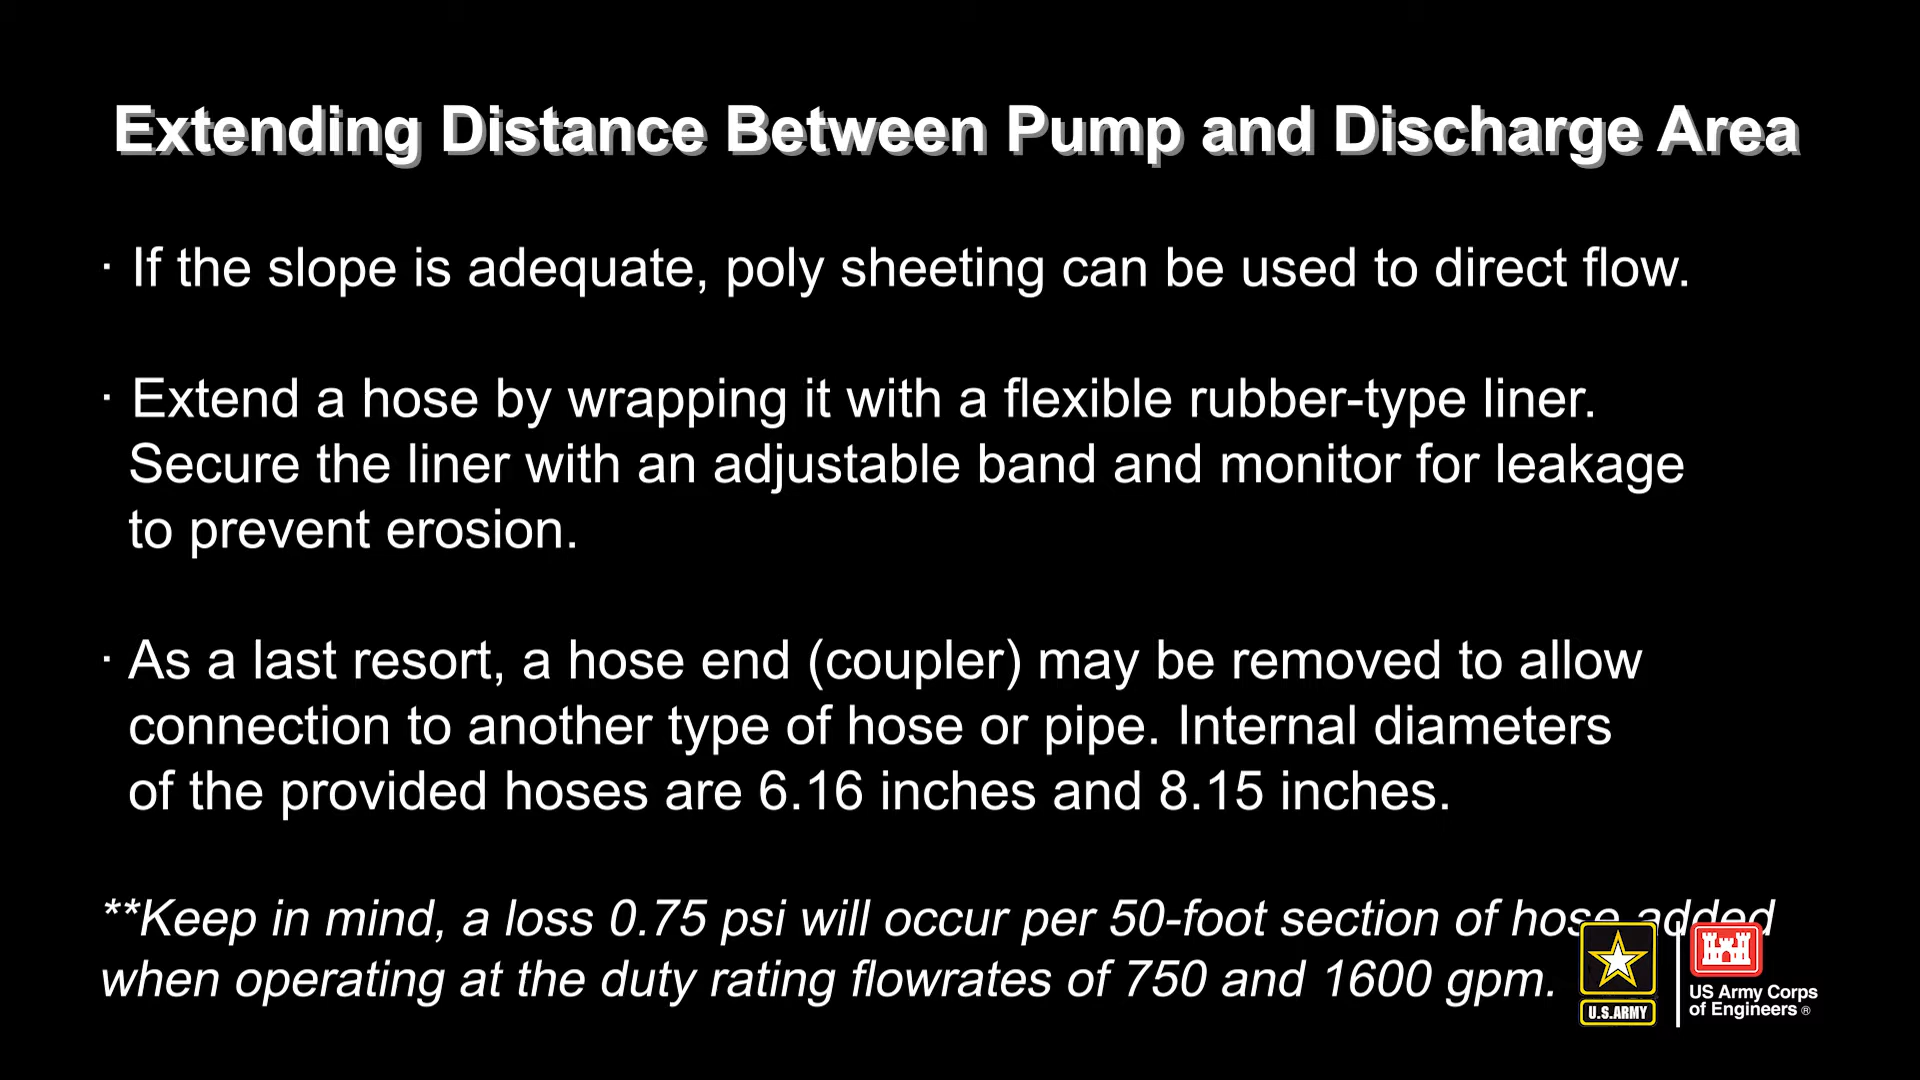 Extending Distance Between Pump and Discharge Area
· If the slope is adequate, poly sheeting can be used to direct flow.
· Extend a hose by wrapping it with a flexible rubber-type liner.
Secure the liner with an adjustable band and monitor for leakage
to prevent erosion.
· As a last resort, a hose end (coupler) may be removed to allow
connection to another type of hose or pipe. Internal diameters
of the provided hoses are 6.16 inches and 8.15 inches.
**Keep in mind, a loss 0.75 psi will occur per 50-foot section of hose added
when operating at the duty rating flowrates of 750 and 1600 gpm.
U.S.ARMY
US Army Corps
of Engineers ®